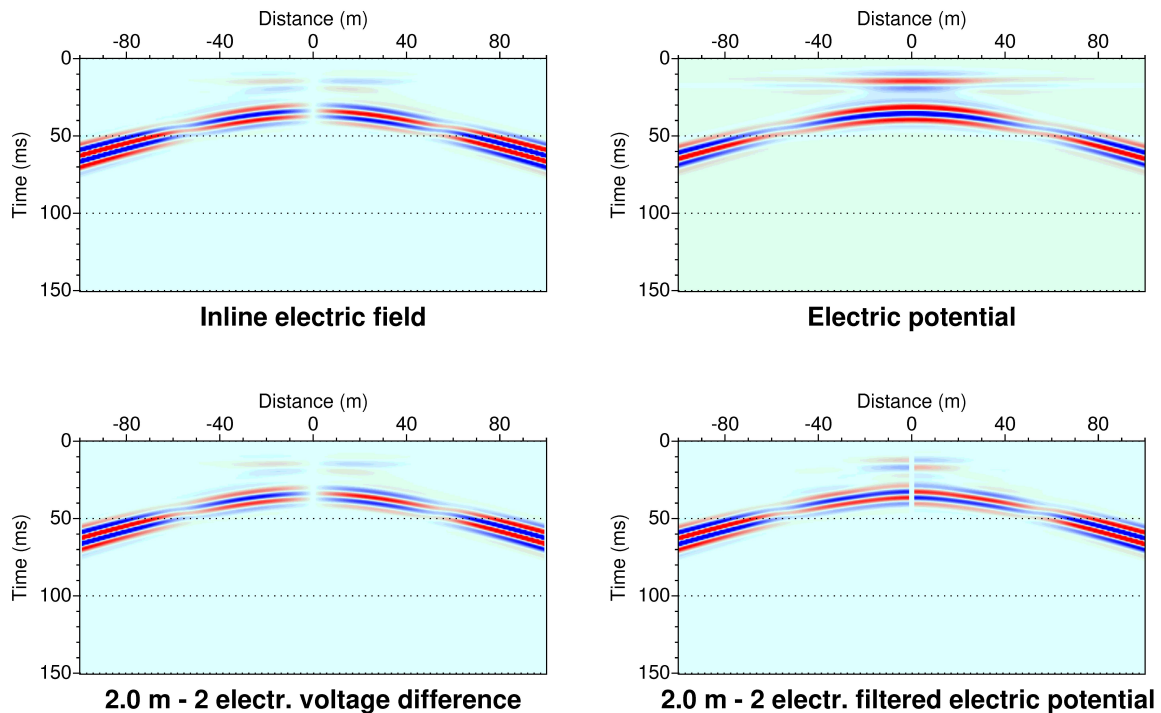 Distance (m)
-80 -40 0 40 80
0
50
100
150
Time (ms)
Inline electric field
Distance (m)
-80 -40 0 40 80
0
50
100
150
Time (ms)
Electric potential
Distance (m)
-80 -40 0 40 80
0
50
100
150
Time (ms)
2.0 m - 2 electr. voltage difference
Distance (m)
-80 -40 0 40 80
0
50
100
150
Time (ms)
2.0 m - 2 electr. filtered electric potential